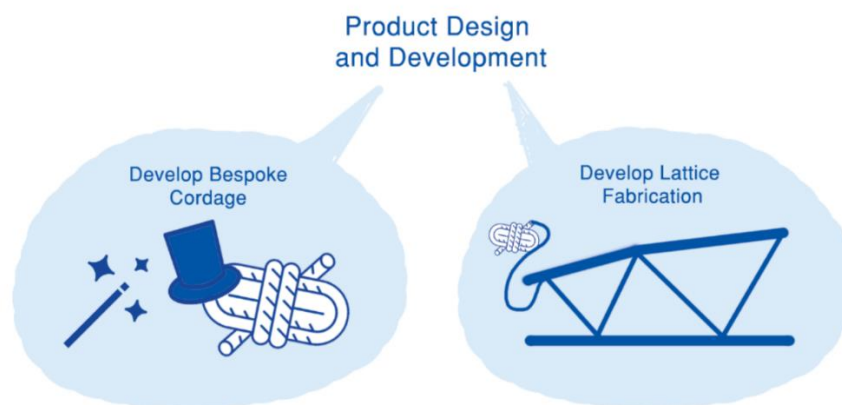 Product Design
and Development
Develop Bespoke
Cordage
Develop Lattice
Fabrication